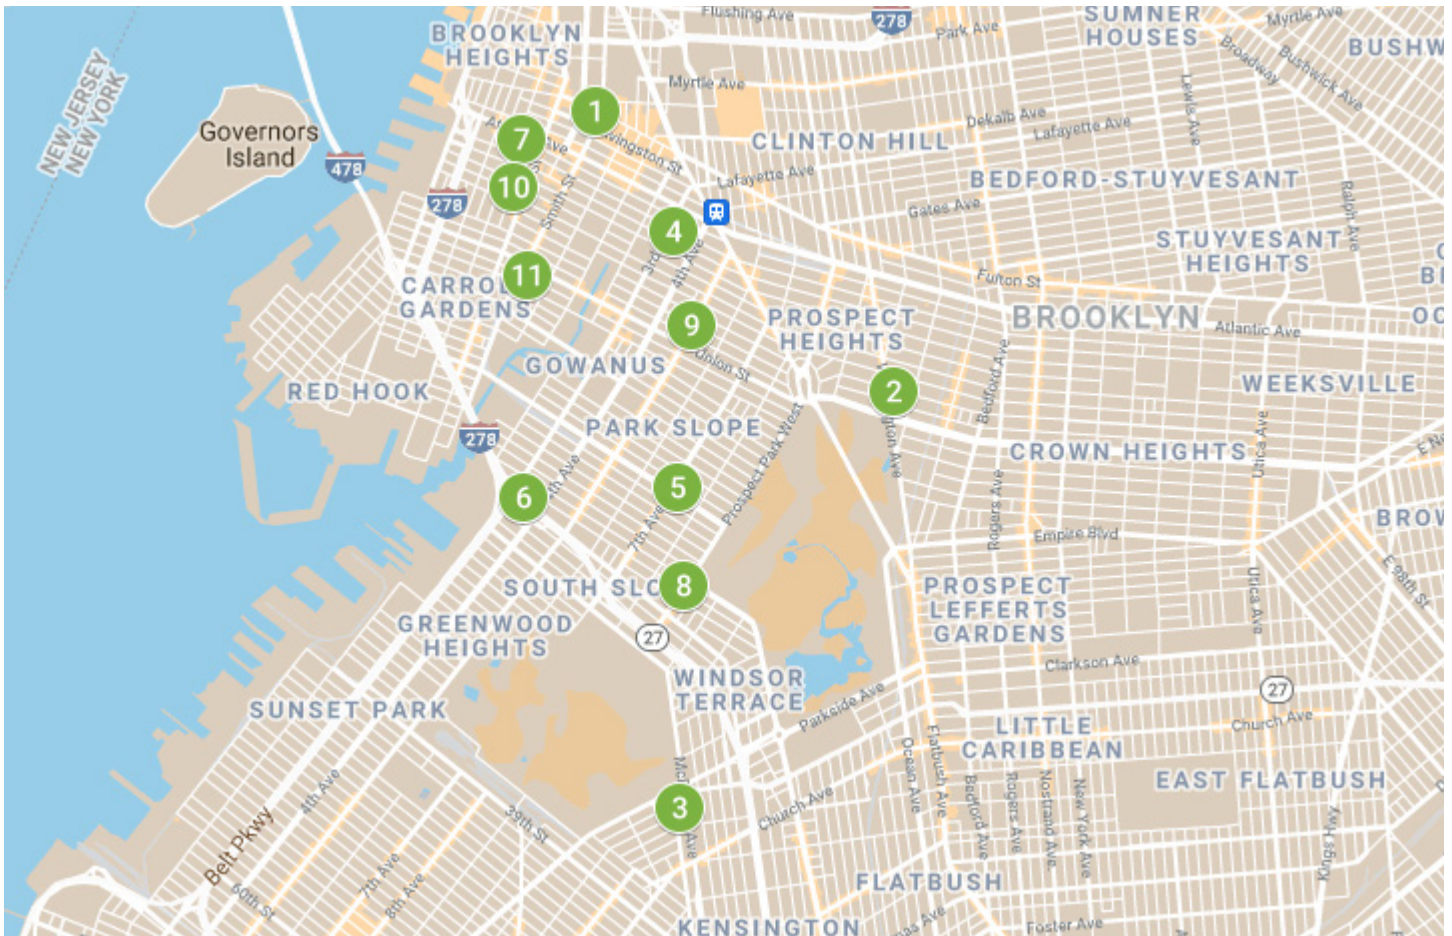 BROOKLYN
HEIGHTS
Flushing Ave
278
Park Ave
SUMNER
HOUSES
Myrtle Ave
Broadway
Bushwick Ave
BUSHW
NEW JERSEY
NEW YORK
Governors
Island
478
278
Myrtle Ave
1
7
10
Smith St
CLINTON HILL
Dekalb Ave
Lafayette Ave
Lewis Ave
Lafayette Ave
BEDFORD-STUYVESANT
Gates Ave
Ralph Ave
4
3rd
4th Ave
STUYVESANT
HEIGHTS
Fulton St
11
CARRO
GARDENS
9
Union St
PROSPECT
HEIGHTS
BROOKLYN
Atlantic Ave
OC
GOWANUS
RED HOOK
2
Bedford Ave
WEEKSVILLE
278
PARK SLOPE
Prospect Park West
CROWN HEIGHTS
Utica Ave
6
5
7th Ave
Rogers Ave
Empire Blvd
BROW
E 98th St
SOUTH SLO
8
27
GREENWOOD
HEIGHTS
PROSPECT
LEFFERTS
GARDENS
Utica Ave
Clarkson Ave
27
WINDSOR
TERRACE
Parkside Ave
SUNSET PARK
LITTLE
CARIBBEAN
Church Ave
EAST FLATBUSH
4th Ave
39th St
3
Church Ave
Ocean Ave
Flatbush Ave
Bedford Ave
Rogers Ave
Nostrand Ave
New York Ave
Kings Hwy
Belt Pkwy
60th St
7th Ave
8th Ave
FLATBUSH
KENSINGTON
Foster Ave